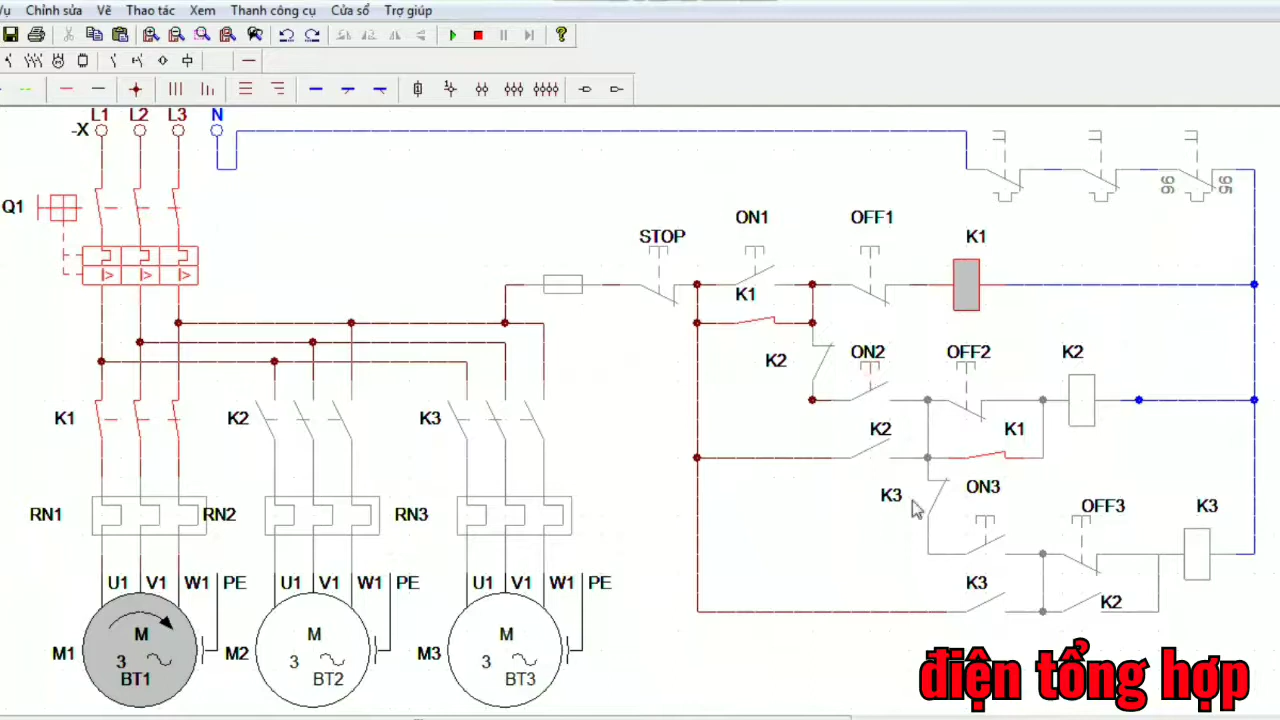 Vụ Chỉnh sửa Vẽ Thao tác Xem Thanh công cụ Cửa sổ Trợ giúp
L1 L2 L3 N
-X
Q1
I> I> I>
96 95
ON1 OFF1
STOP K1
K1
K2 ON2 OFF2 K2
K1 K2 K3
K2 K1
K3 ON3
RN1 RN2 RN3
OFF3 K3
U1 V1 W1 PE U1 V1 W1 PE U1 V1 W1 PE
K3 K2
M M M
M1 3 M2 3 M3 3
BT1 BT2 BT3
điện tổng hợp